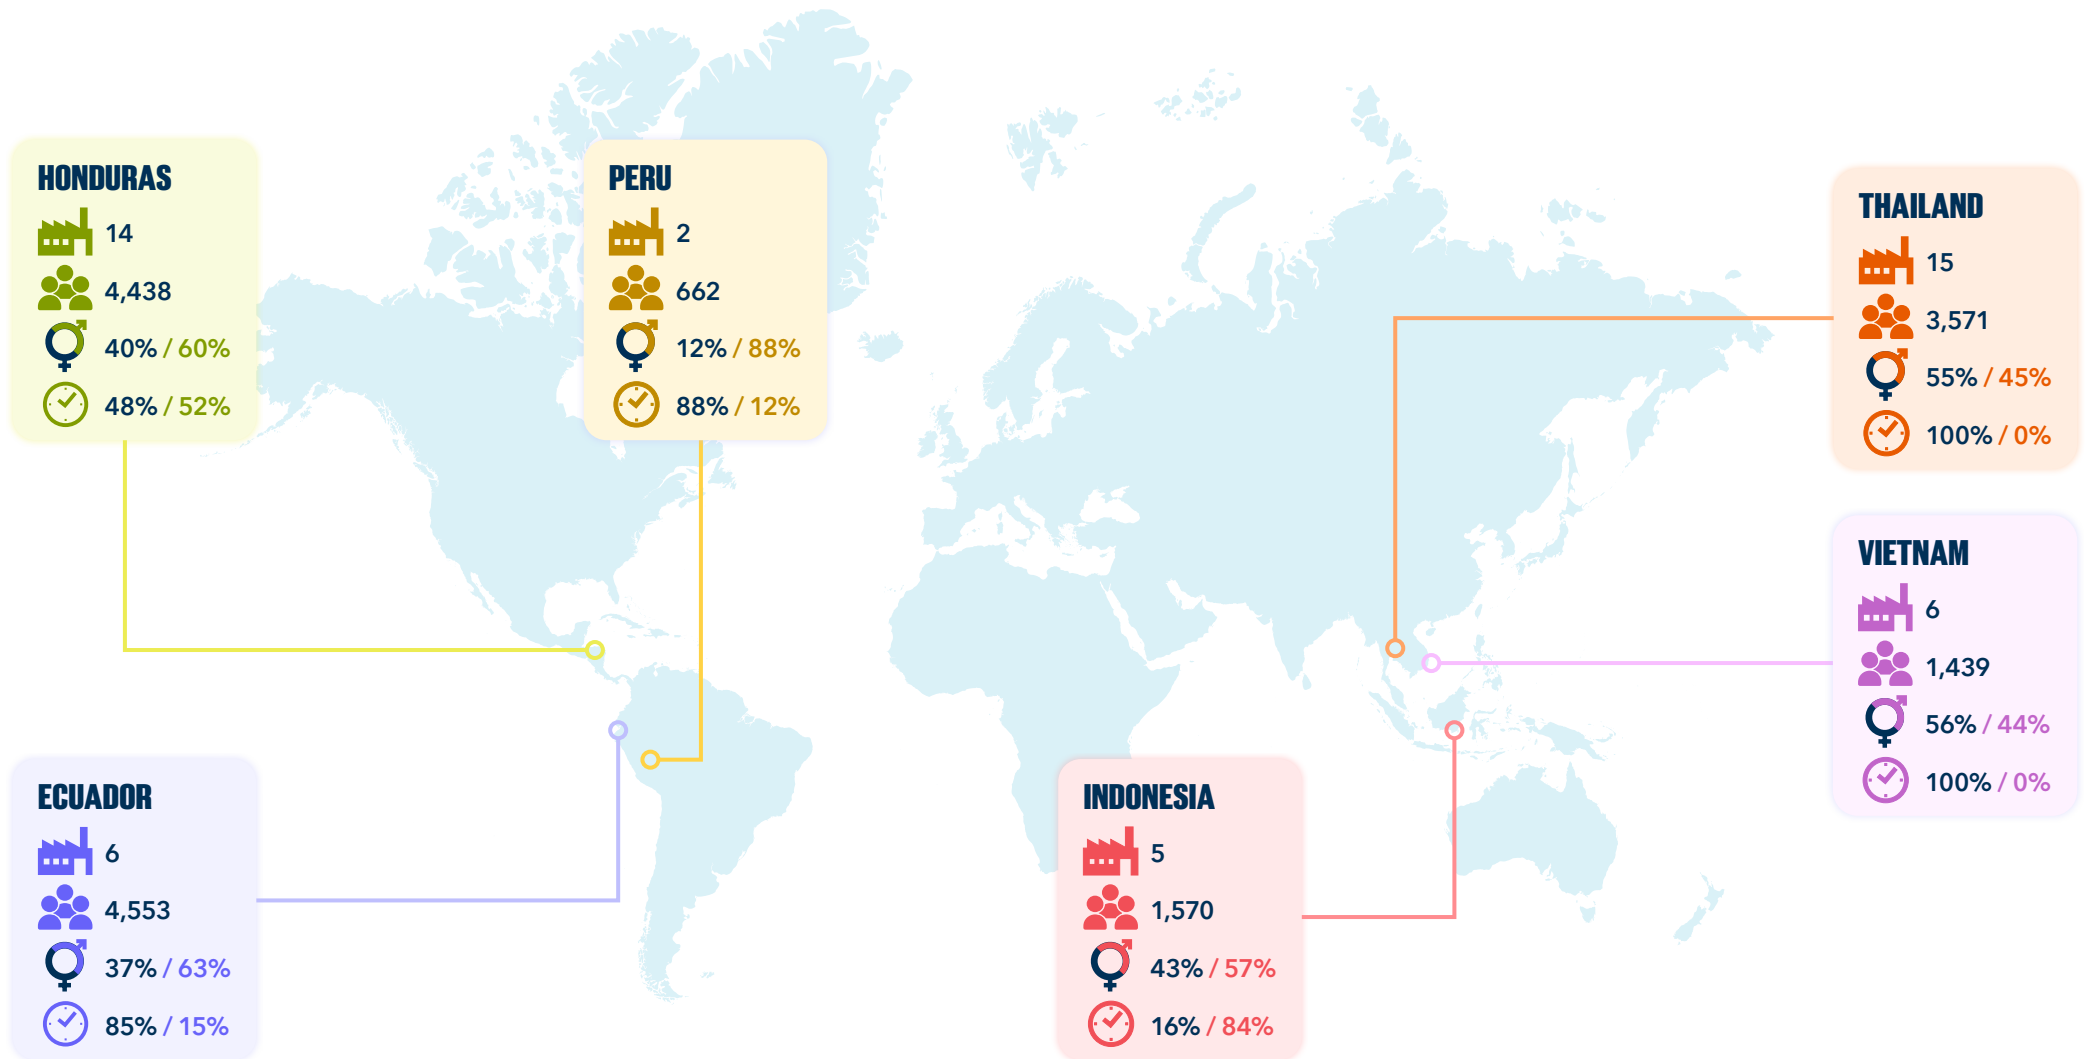 HONDURAS
14
4,438
40% / 60%
48% / 52%
PERU
2
662
12% / 88%
88% / 12%
THAILAND
15
3,571
55% / 45%
100% / 0%
VIETNAM
6
1,439
56% / 44%
100% / 0%
ECUADOR
6
4,553
37% / 63%
85% / 15%
INDONESIA
5
1,570
43% / 57%
16% / 84%